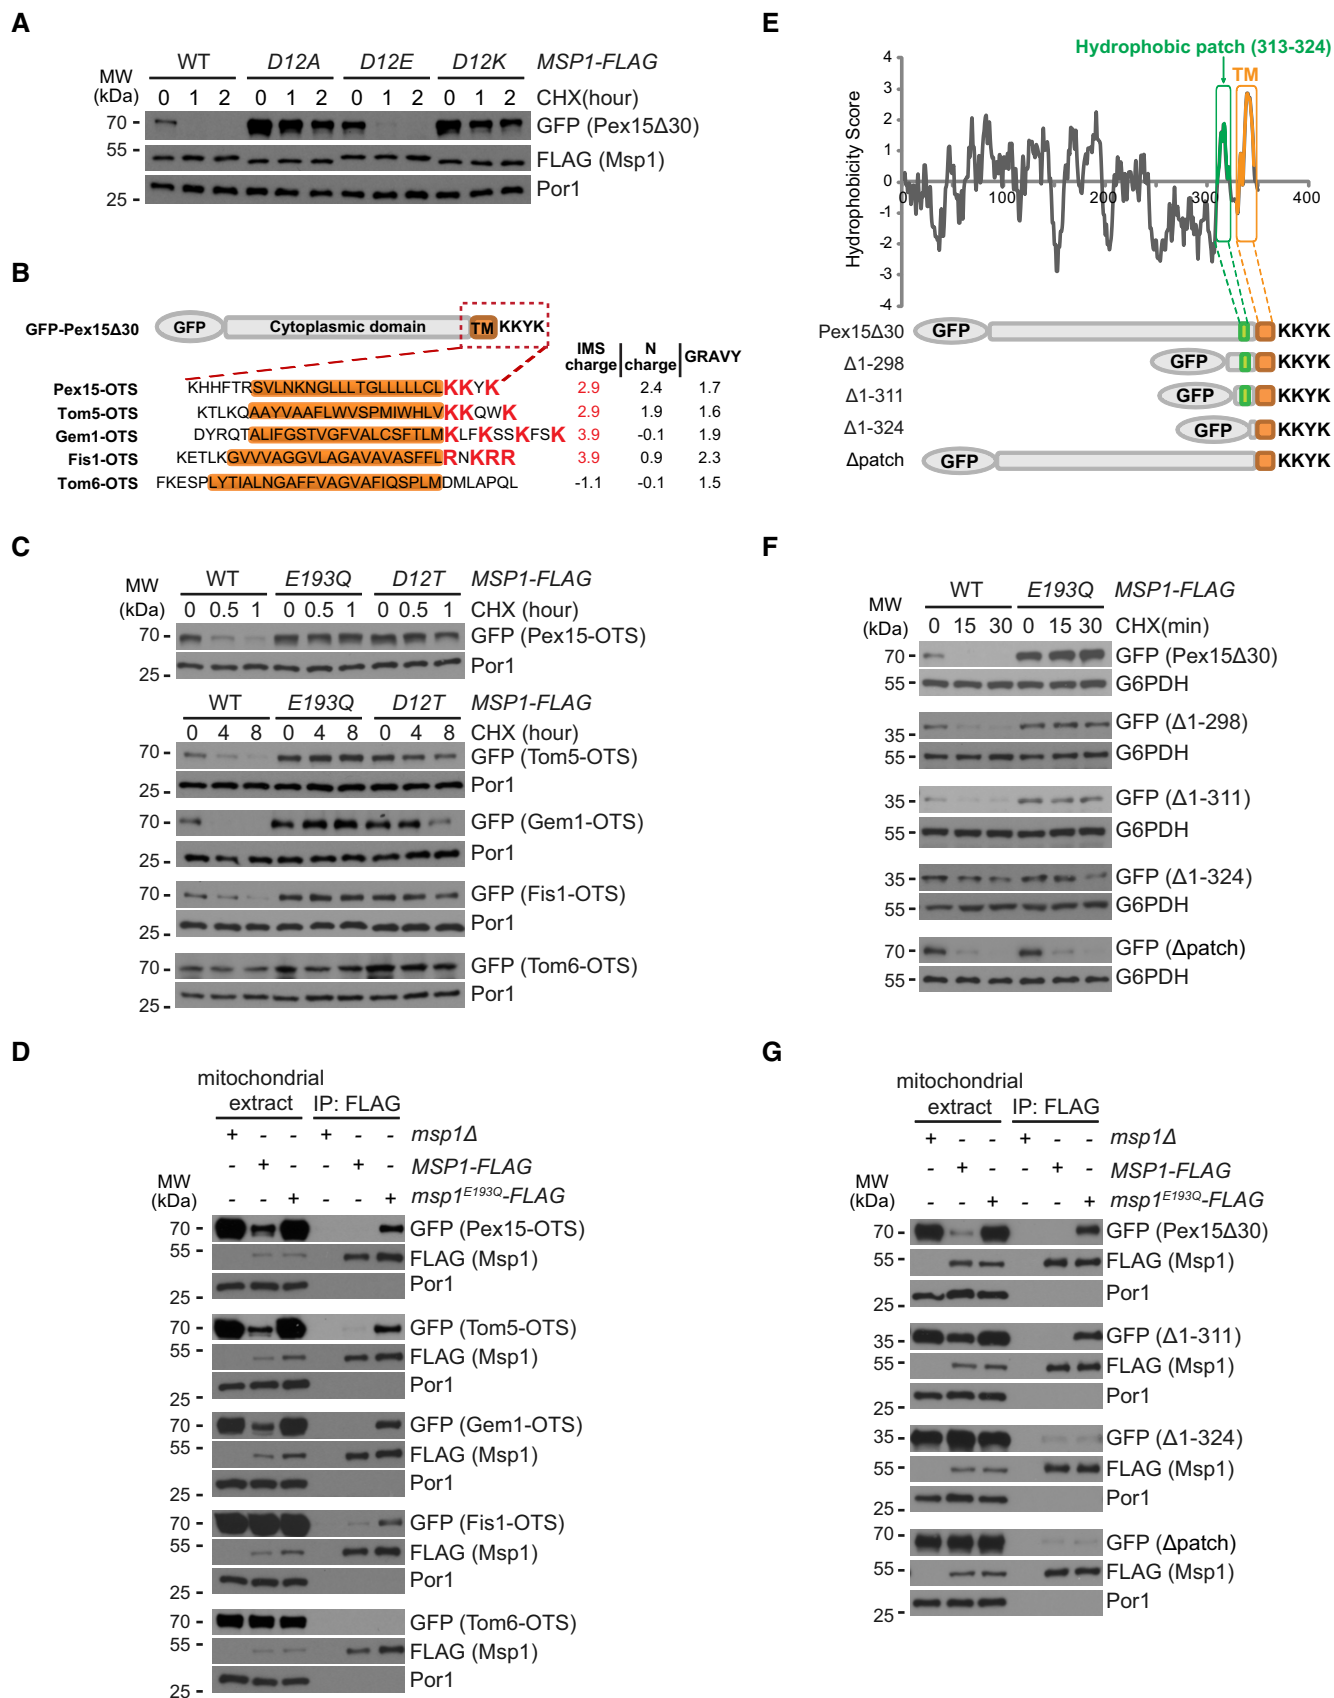 A
WT D12A D12E D12K MSP1-FLAG
MW
(kDa)
0 1 2 0 1 2 0 1 2 0 1 2 CHX(hour)
70 - GFP (Pex15Δ30)
55 - FLAG (Msp1)
25 - Por1
B
GFP-Pex15Δ30 GFP Cytoplasmic domain TM KKYK
IMS charge N charge GRAVY
Pex15-OTS KHHFTRSVLNKNGLLLTGLLLLLCLKKYK 2.9 2.4 1.7
Tom5-OTS KTLKQAAYVAAFLWVSPMIWHLVKKQWK 2.9 1.9 1.6
Gem1-OTS DYRQTALIFGSTVGFVALCSFTLMKLFKSSKFSK 3.9 -0.1 1.9
Fis1-OTS KETLKGVVVAGGVLAGAVAVASFFLRNKRR 3.9 0.9 2.3
Tom6-OTS FKESPLYTIALNGAFFVAGVAFIQSPLMDMLAPQL -1.1 -0.1 1.5
C
WT E193Q D12T MSP1-FLAG
MW
(kDa)
0 0.5 1 0 0.5 1 0 0.5 1 CHX (hour)
70 - GFP (Pex15-OTS)
25 - Por1
WT E193Q D12T MSP1-FLAG
0 4 8 0 4 8 0 4 8 CHX (hour)
70 - GFP (Tom5-OTS)
25 - Por1
70 - GFP (Gem1-OTS)
25 - Por1
70 - GFP (Fis1-OTS)
25 - Por1
70 - GFP (Tom6-OTS)
25 - Por1
D
mitochondrial
extract IP: FLAG
+ - - + - - msp1Δ
- + - - + - MSP1-FLAG
- - + - - + msp1E193Q-FLAG
MW
(kDa)
70 - GFP (Pex15-OTS)
55 - FLAG (Msp1)
25 - Por1
70 - GFP (Tom5-OTS)
55 - FLAG (Msp1)
25 - Por1
70 - GFP (Gem1-OTS)
55 - FLAG (Msp1)
25 - Por1
70 - GFP (Fis1-OTS)
55 - FLAG (Msp1)
25 - Por1
70 - GFP (Tom6-OTS)
55 - FLAG (Msp1)
25 - Por1
E
Hydrophobic patch (313-324)
TM
Hydrophobicity Score
4
3
2
1
0
-1
-2
-3
-4
0 100 200 300 400
Pex15Δ30 GFP KKYK
Δ1-298 GFP KKYK
Δ1-311 GFP KKYK
Δ1-324 GFP KKYK
Δpatch GFP KKYK
F
WT E193Q MSP1-FLAG
MW
(kDa)
0 15 30 0 15 30 CHX(min)
70 - GFP (Pex15Δ30)
55 - G6PDH
35 - GFP (Δ1-298)
55 - G6PDH
35 - GFP (Δ1-311)
55 - G6PDH
35 - GFP (Δ1-324)
55 - G6PDH
70 - GFP (Δpatch)
55 - G6PDH
G
mitochondrial
extract IP: FLAG
+ - - + - - msp1Δ
- + - - + - MSP1-FLAG
- - + - - + msp1E193Q-FLAG
MW
(kDa)
70 - GFP (Pex15Δ30)
55 - FLAG (Msp1)
25 - Por1
35 - GFP (Δ1-311)
55 - FLAG (Msp1)
25 - Por1
35 - GFP (Δ1-324)
55 - FLAG (Msp1)
25 - Por1
70 - GFP (Δpatch)
55 - FLAG (Msp1)
25 - Por1